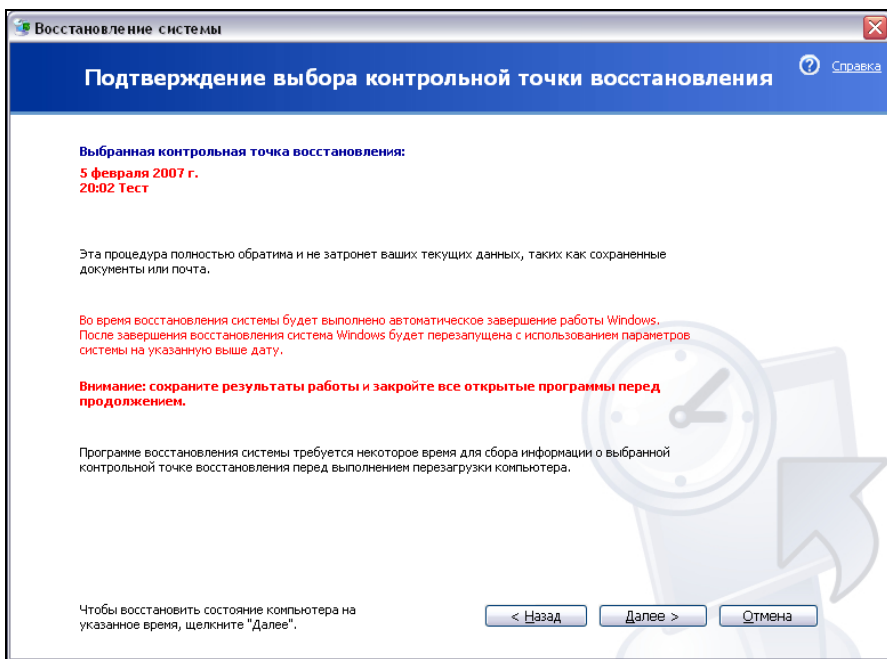 Восстановление системы
Подтверждение выбора контрольной точки восстановления
Справка
Выбранная контрольная точка восстановления:
5 февраля 2007 г.
20:02 Тест
Эта процедура полностью обратима и не затронет ваших текущих данных, таких как сохраненные
документы или почта.
Во время восстановления системы будет выполнено автоматическое завершение работы Windows.
После завершения восстановления система Windows будет перезапущена с использованием параметров
системы на указанную выше дату.
Внимание: сохраните результаты работы и закройте все открытые программы перед
продолжением.
Программе восстановления системы требуется некоторое время для сбора информации о выбранной
контрольной точке восстановления перед выполнением перезагрузки компьютера.
Чтобы восстановить состояние компьютера на
указанное время, щелкните "Далее".
< Назад
Далее >
Отмена